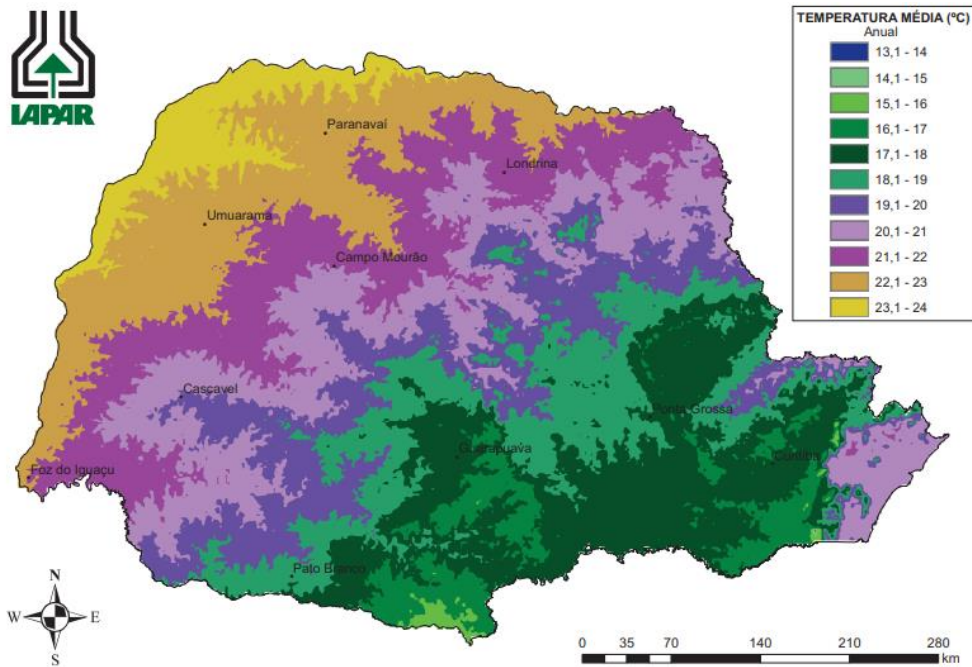 IAPAR
TEMPERATURA MÉDIA (ºC)
Anual
13,1 - 14
14,1 - 15
15,1 - 16
16,1 - 17
17,1 - 18
18,1 - 19
19,1 - 20
20,1 - 21
21,1 - 22
22,1 - 23
23,1 - 24
Paranavaí
Londrina
Umuarama
Campo Mourão
Cascavel
Ponta Grossa
Guarapuava
Curitiba
Foz do Iguaçu
Pato Branco
N
W
E
S
0 35 70 140 210 280
km